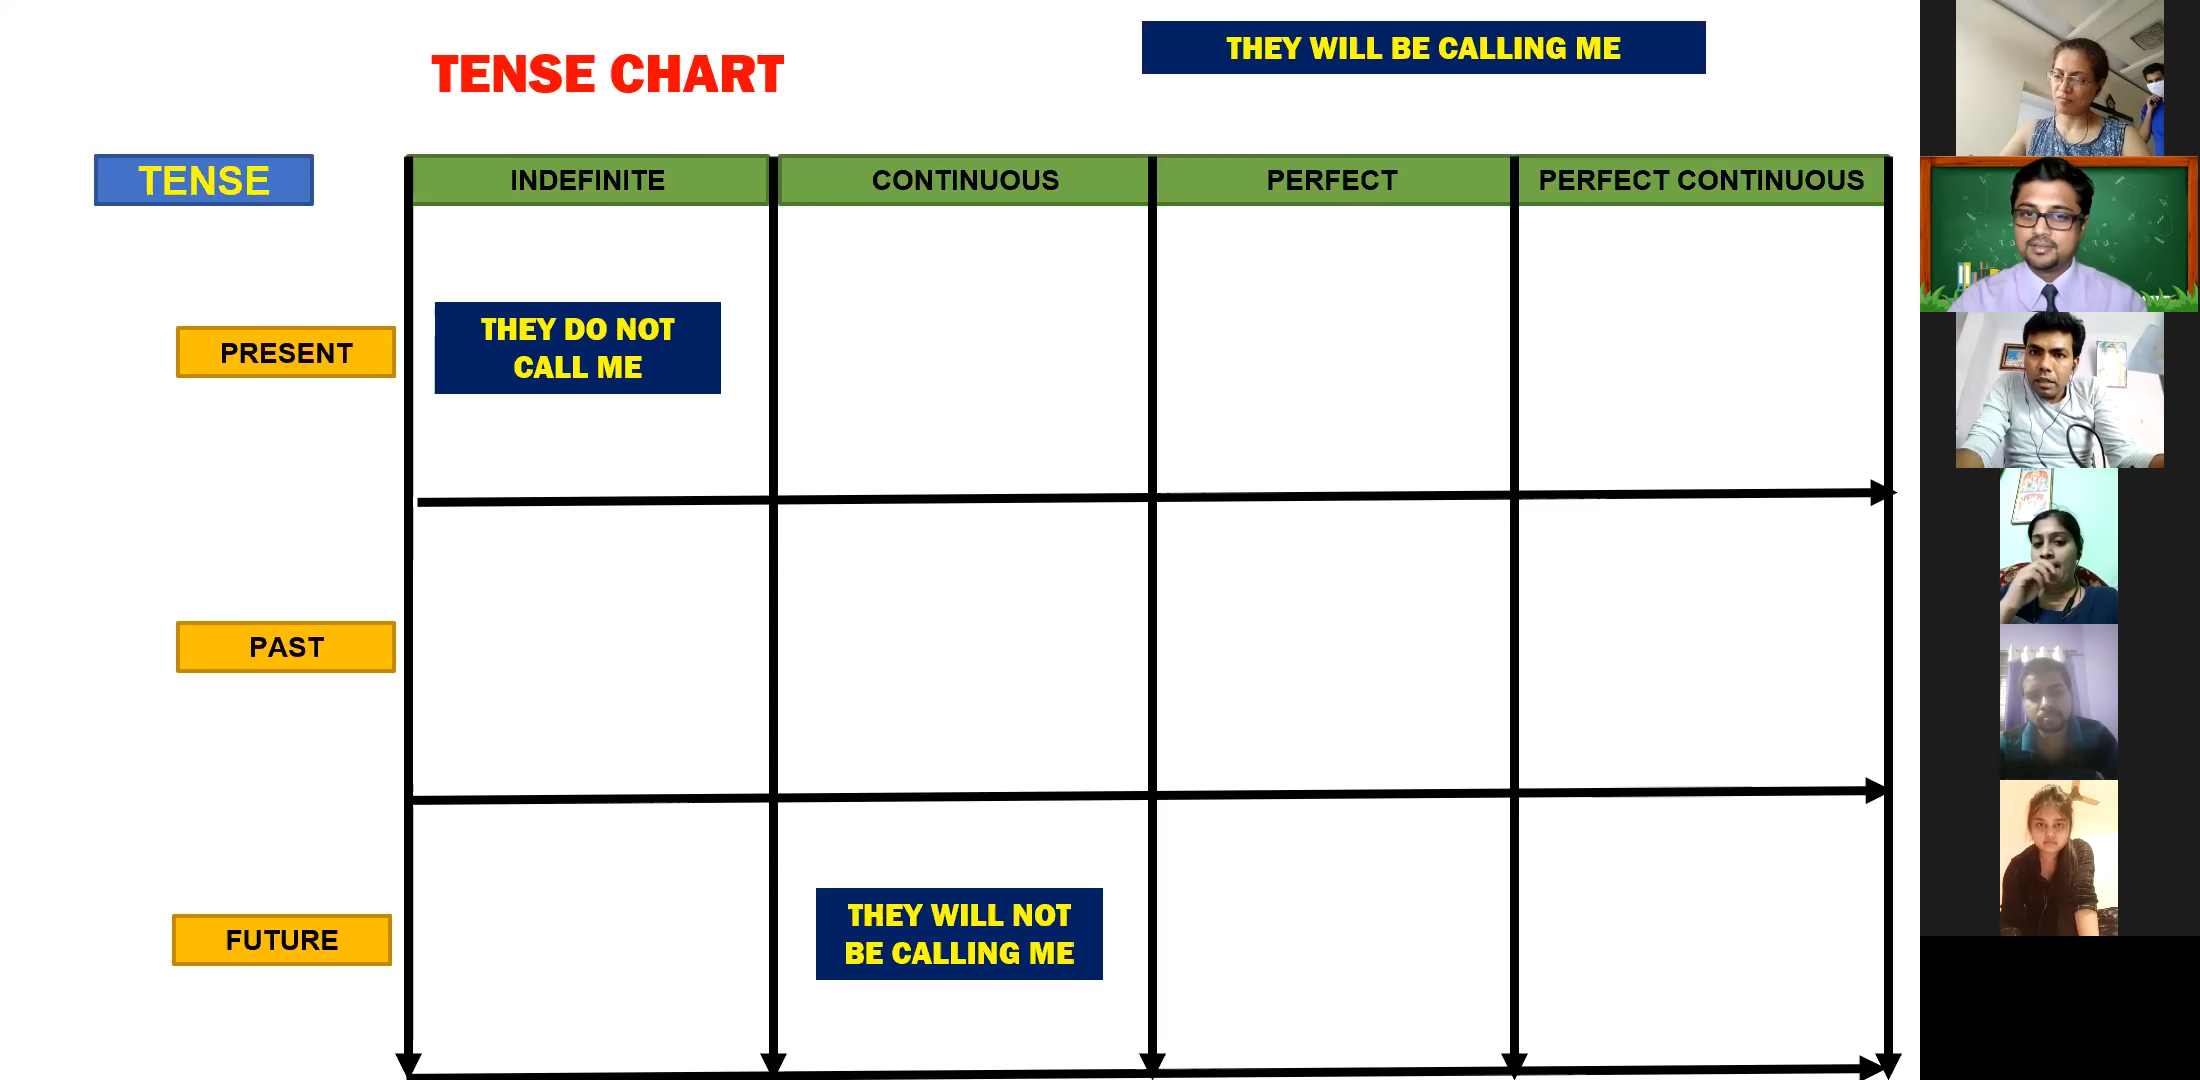 THEY WILL BE CALLING ME
TENSE CHART
TENSE
INDEFINITE
CONTINUOUS
PERFECT
PERFECT CONTINUOUS
PRESENT
THEY DO NOT
CALL ME
PAST
FUTURE
THEY WILL NOT
BE CALLING ME